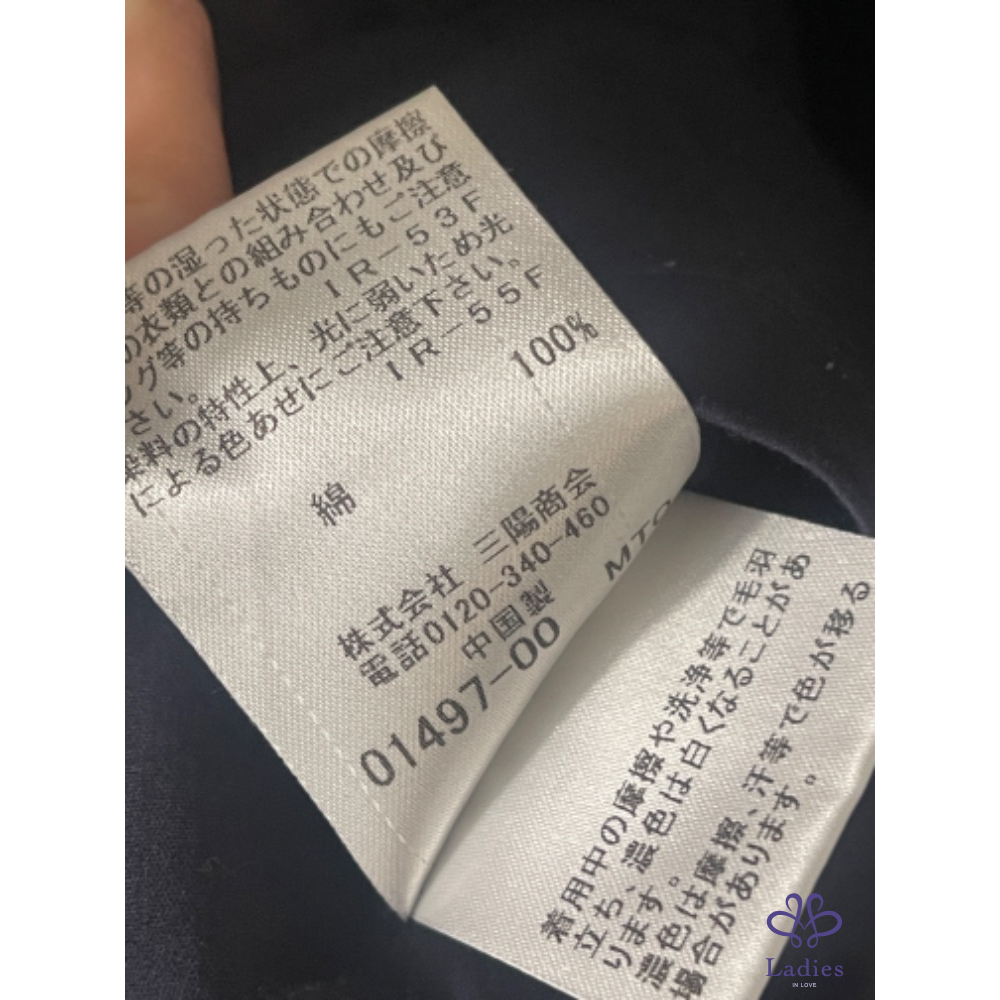 等の湿った状態での摩擦
の衣類との組み合わせ及び
グ等の持ちものにもご注意
さい。 IR-53F
染料の特性上、光に弱いため光
による色あせにご注意下さい。
IR-55F
綿 100%
株式会社 三陽商会
電話0120-340-460
中国製
01497-00
MTO
着用中の摩擦や洗浄等で毛羽
立ち、濃色は白くなることがあ
ります。
濃色は摩擦、汗等で色が移る
場合があります。
Ladies
IN LOVE